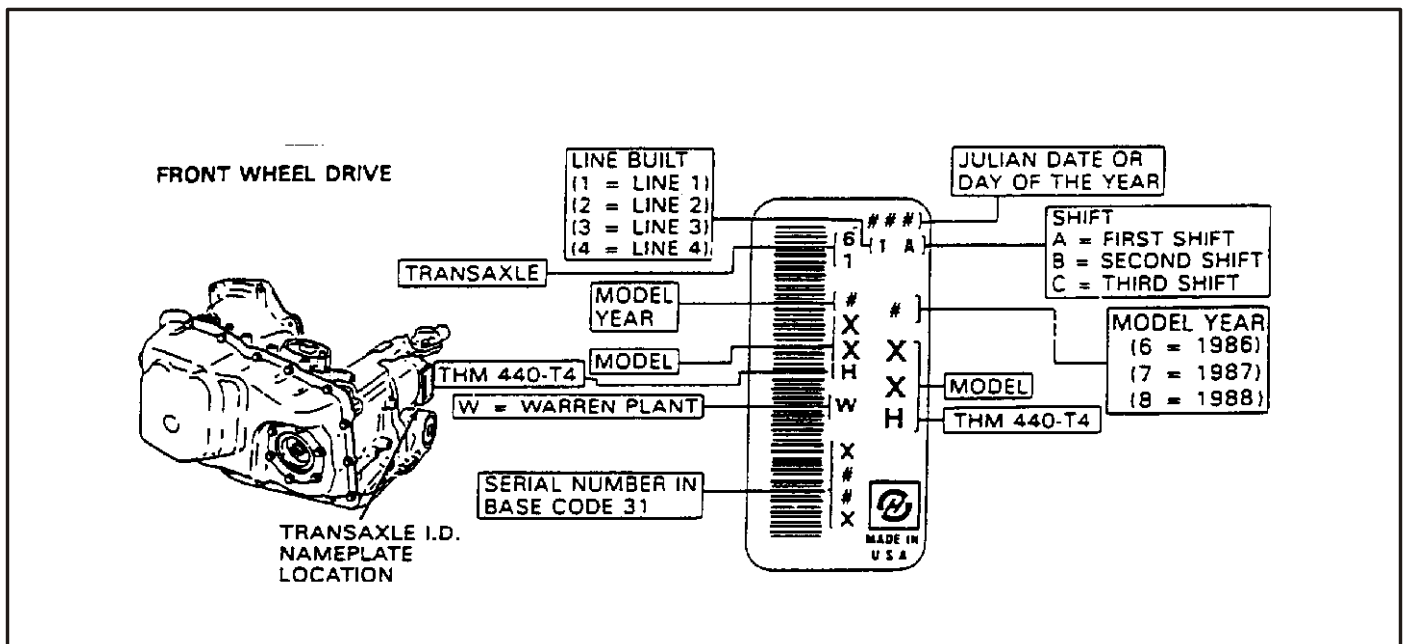 FRONT WHEEL DRIVE
LINE BUILT
(1 = LINE 1)
(2 = LINE 2)
(3 = LINE 3)
(4 = LINE 4)
TRANSAXLE
MODEL
YEAR
MODEL
THM 440-T4
W = WARREN PLANT
SERIAL NUMBER IN
BASE CODE 31
TRANSAXLE I.D.
NAMEPLATE
LOCATION
###
6 1 A
1
# #
X
X X
H X
W H
X
#
#
X
MADE IN
U S A
JULIAN DATE OR
DAY OF THE YEAR
SHIFT
A = FIRST SHIFT
B = SECOND SHIFT
C = THIRD SHIFT
MODEL YEAR
(6 = 1986)
(7 = 1987)
(8 = 1988)
MODEL
THM 440-T4